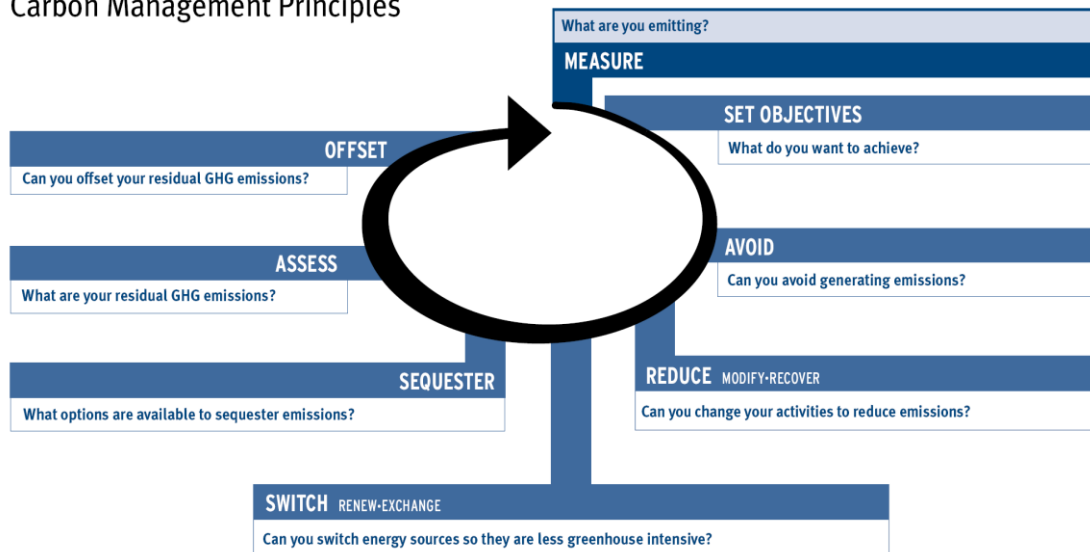 Carbon Management Principles
What are you emitting?
MEASURE
SET OBJECTIVES
What do you want to achieve?
AVOID
Can you avoid generating emissions?
REDUCE MODIFY-RECOVER
Can you change your activities to reduce emissions?
SWITCH RENEW-EXCHANGE
Can you switch energy sources so they are less greenhouse intensive?
SEQUESTER
What options are available to sequester emissions?
ASSESS
What are your residual GHG emissions?
OFFSET
Can you offset your residual GHG emissions?